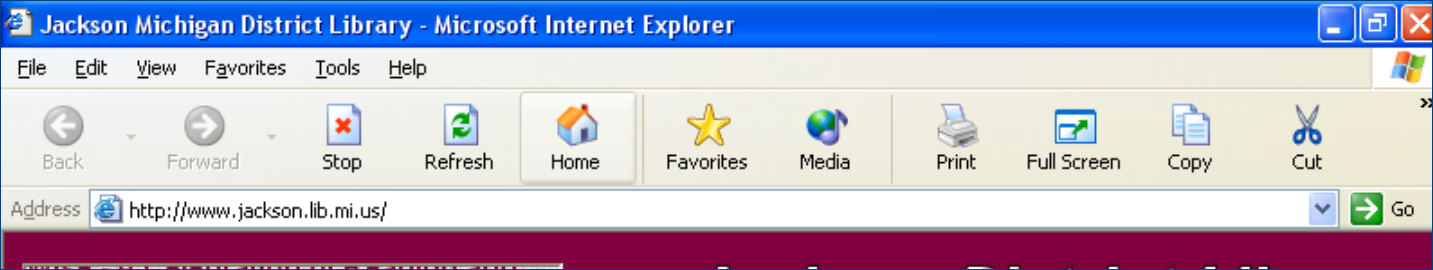 Jackson Michigan District Library - Microsoft Internet Explorer
File Edit View Favorites Tools Help
Back Forward Stop Refresh Home Favorites Media Print Full Screen Copy Cut
Address http://www.jackson.lib.mi.us/ Go